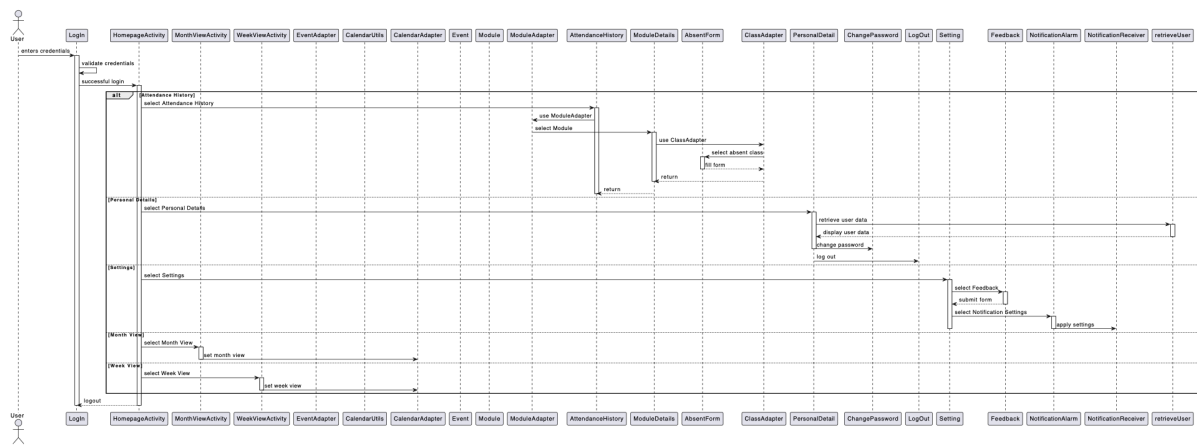 User
LogIn HomepageActivity MonthViewActivity WeekViewActivity EventAdapter CalendarUtils CalendarAdapter Event Module ModuleAdapter AttendanceHistory ModuleDetails AbsentForm ClassAdapter PersonalDetail ChangePassword LogOut Setting Feedback NotificationAlarm NotificationReceiver retrieveUser
enters credentials
validate credentials
successful login
alt [Attendance History]
select Attendance History
use ModuleAdapter
select Module
use ClassAdapter
select absent class
fill form
return
return
[Personal Details]
select Personal Details
retrieve user data
display user data
change password
log out
[Settings]
select Settings
select Feedback
submit form
select Notification Settings
apply settings
[Month View]
select Month View
set month view
[Week View]
select Week View
set week view
logout
User
LogIn HomepageActivity MonthViewActivity WeekViewActivity EventAdapter CalendarUtils CalendarAdapter Event Module ModuleAdapter AttendanceHistory ModuleDetails AbsentForm ClassAdapter PersonalDetail ChangePassword LogOut Setting Feedback NotificationAlarm NotificationReceiver retrieveUser